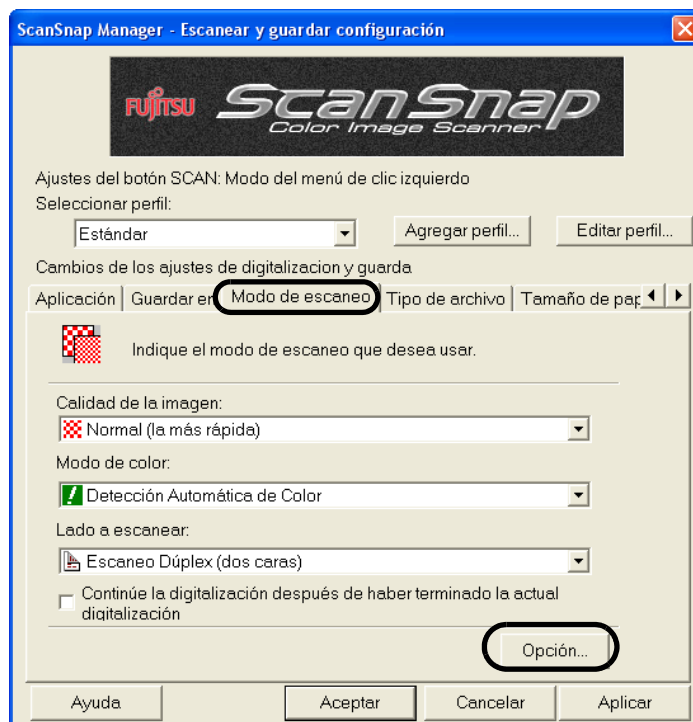 ScanSnap Manager - Escanear y guardar configuración
FUJITSU ScanSnap
Color Image Scanner
Ajustes del botón SCAN: Modo del menú de clic izquierdo
Seleccionar perfil:
Estándar Agregar perfil... Editar perfil...
Cambios de los ajustes de digitalizacion y guarda
Aplicación Guardar en Modo de escaneo Tipo de archivo Tamaño de pap
Indique el modo de escaneo que desea usar.
Calidad de la imagen:
Normal (la más rápida)
Modo de color:
Detección Automática de Color
Lado a escanear:
Escaneo Dúplex (dos caras)
Continúe la digitalización después de haber terminado la actual
digitalización
Opción...
Ayuda Aceptar Cancelar Aplicar